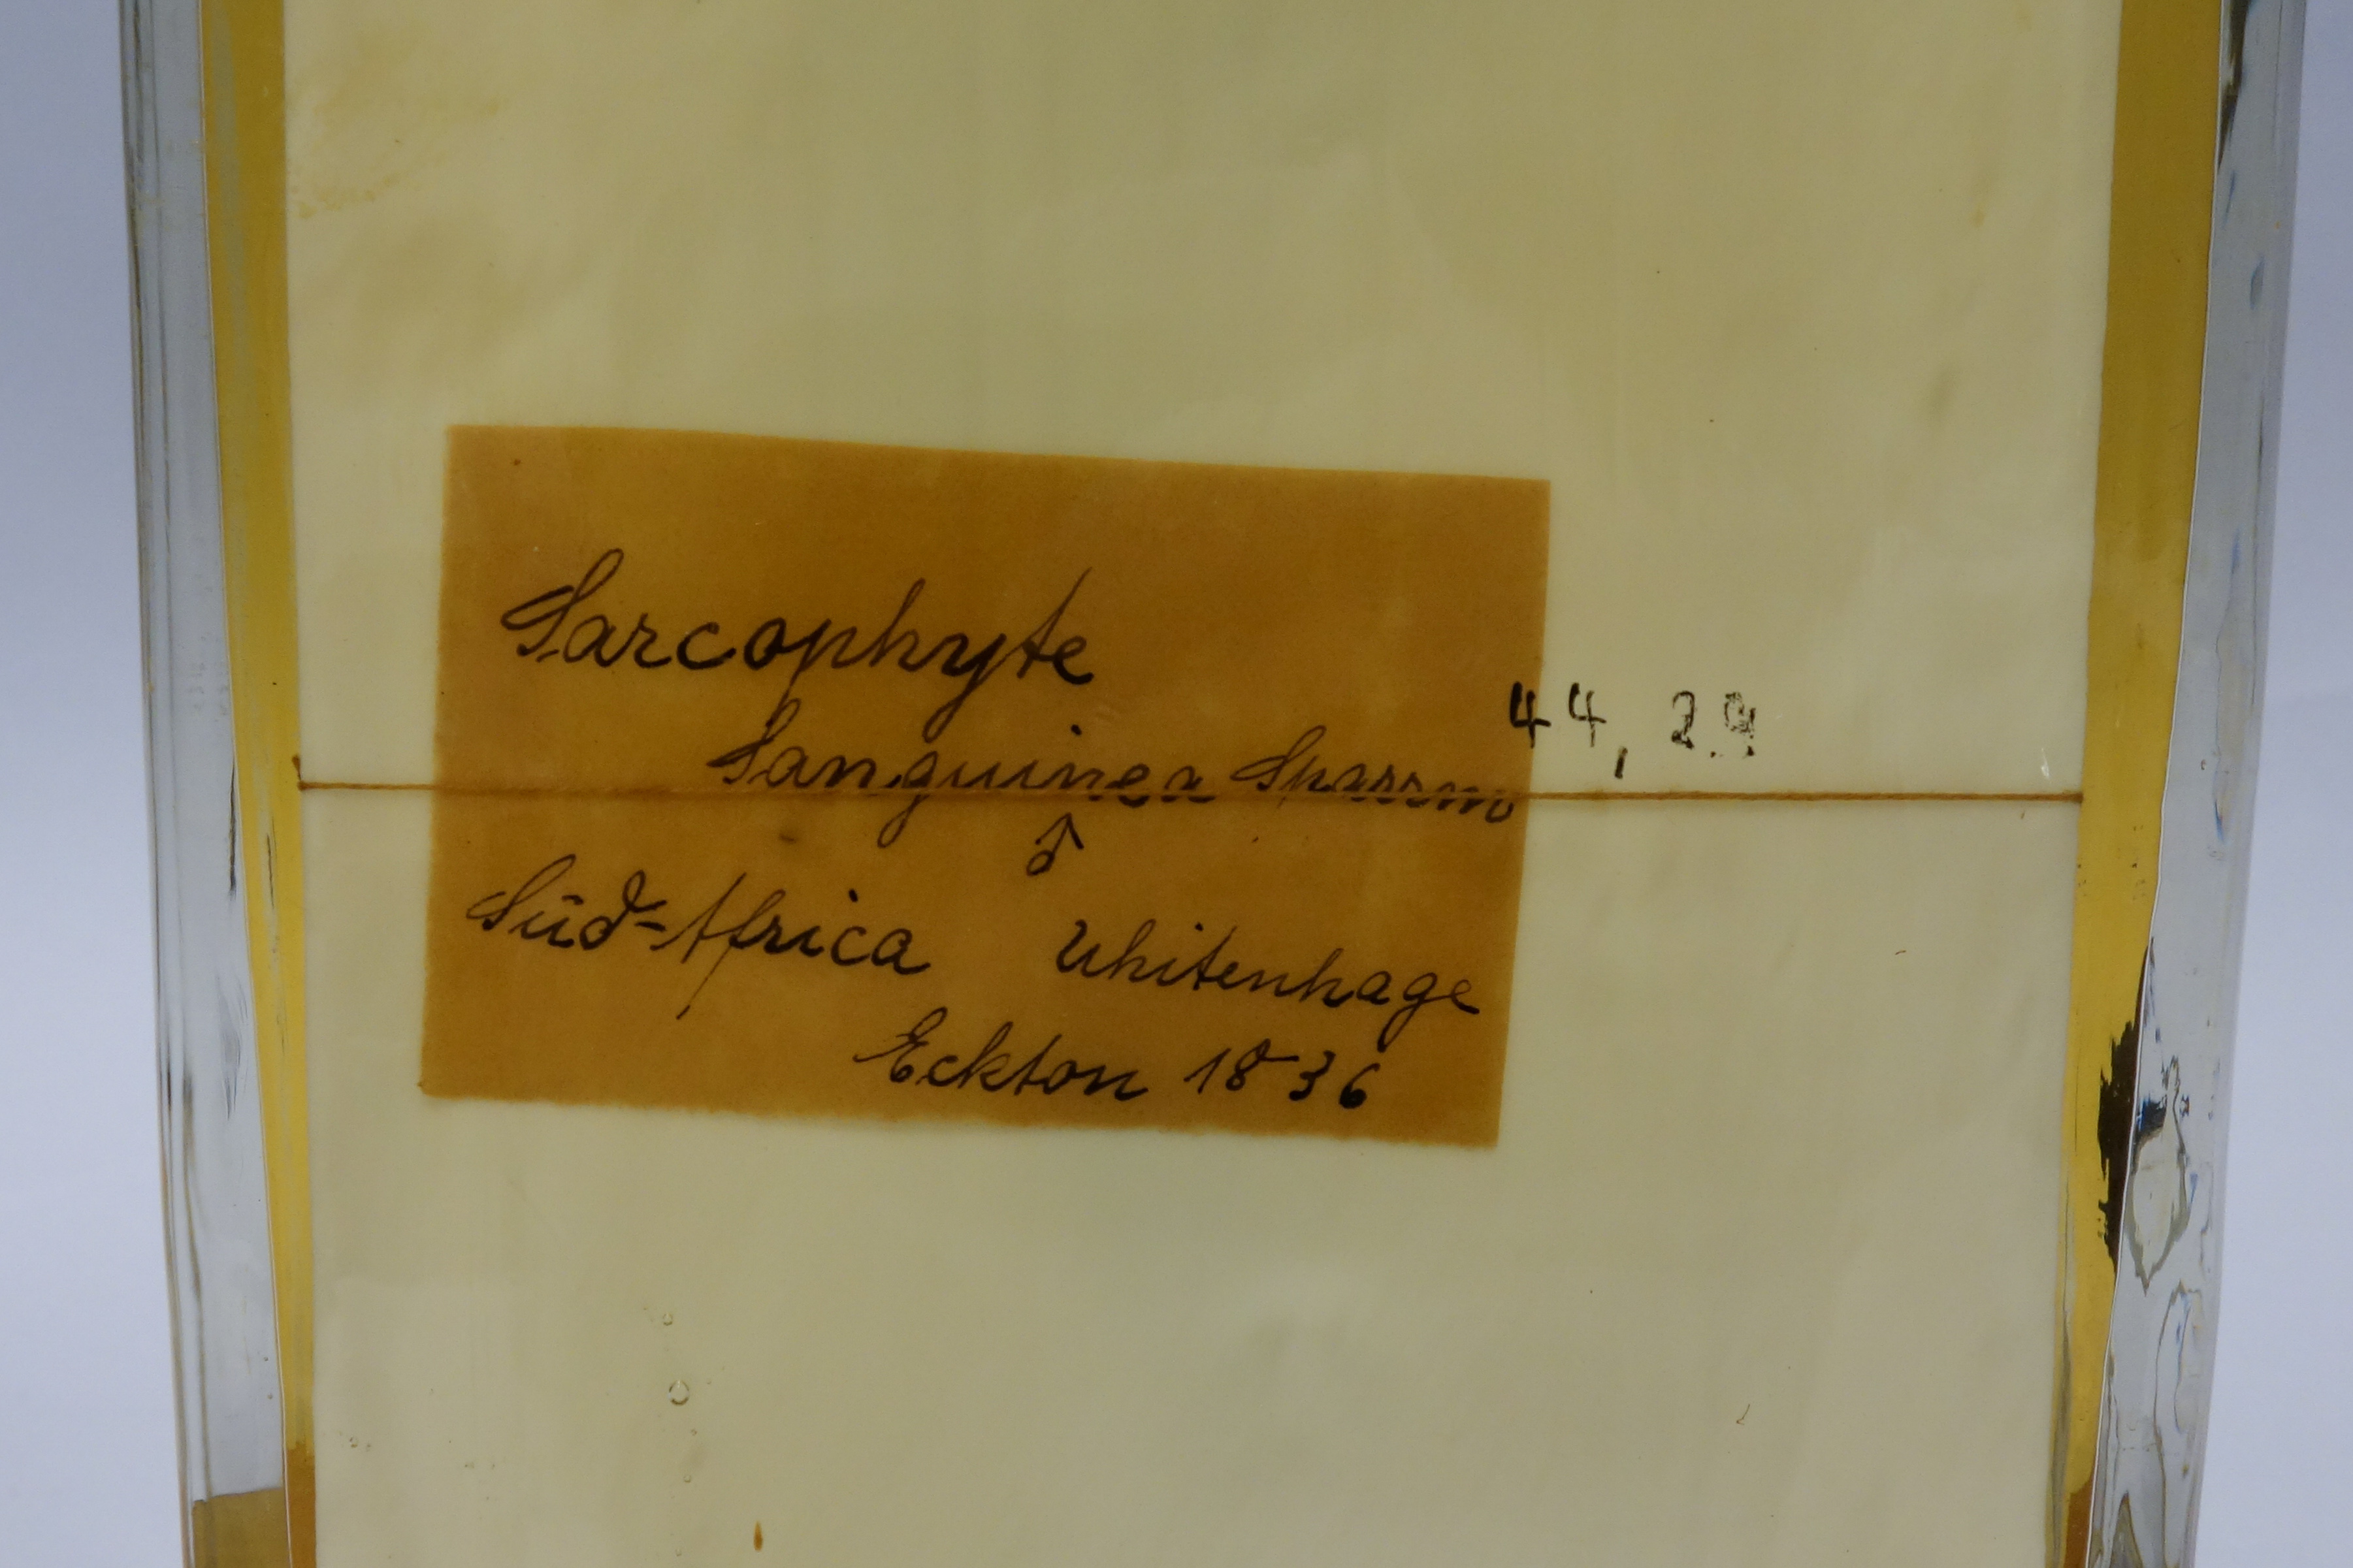 Sarcophyte
Sanguinea Sparrm
♂
Süd-Africa Uhitenhage
Eckton 1836
44, 29